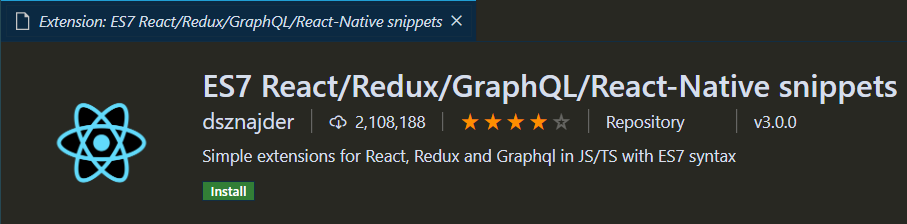 Extension: ES7 React/Redux/GraphQL/React-Native snippets
ES7 React/Redux/GraphQL/React-Native snippets
dsznajder 2,108,188 Repository v3.0.0
Simple extensions for React, Redux and Graphql in JS/TS with ES7 syntax
Install